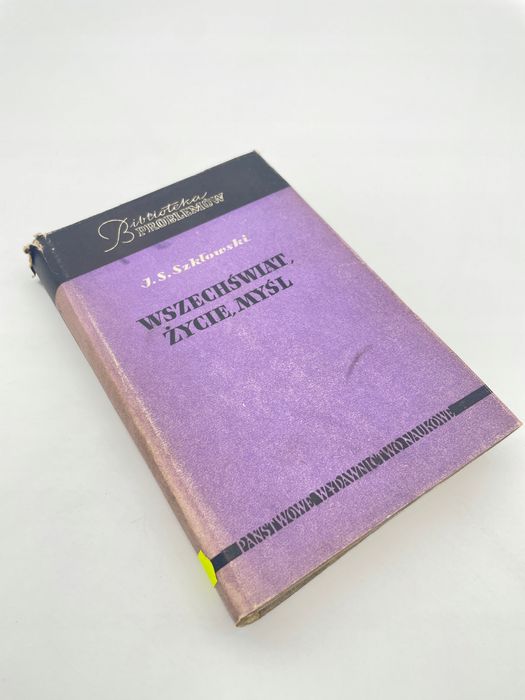 Biblioteka
PROBLEMÓW
J. S. Szkłowski
WSZECHŚWIAT,
ŻYCIE, MYŚL
PAŃSTWOWE WYDAWNICTWO NAUKOWE